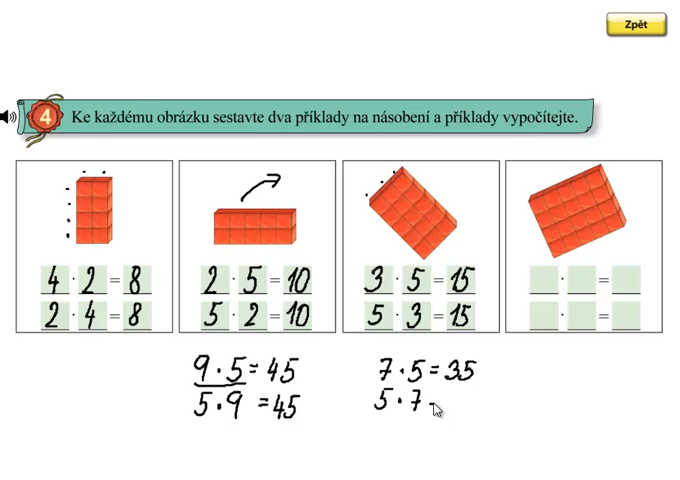 Zpět
4 Ke každému obrázku sestavte dva příklady na násobení a příklady vypočítejte.
4 · 2 = 8
2 · 4 = 8
2 · 5 = 10
5 · 2 = 10
3 · 5 = 15
5 · 3 = 15
· =
· =
9 · 5 = 45
5 · 9 = 45
7 · 5 = 35
5 · 7 -